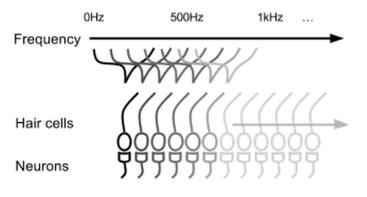 0Hz 500Hz 1kHz ...
Frequency
Hair cells
Neurons